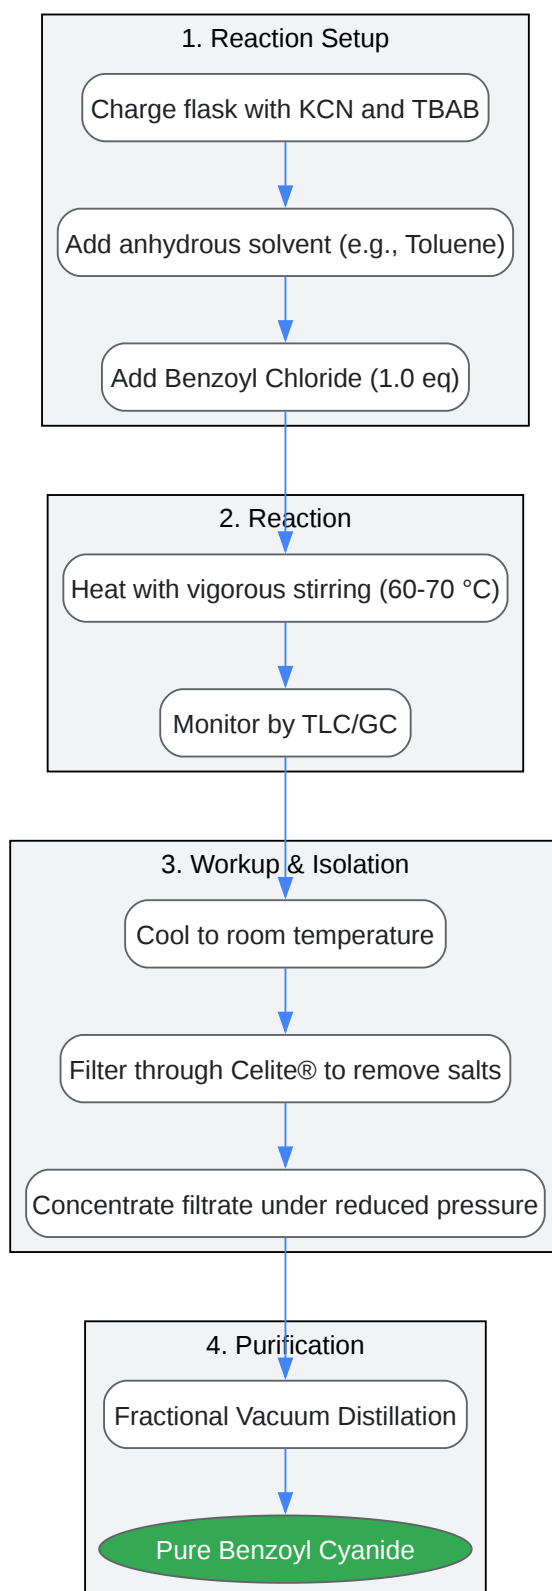 1. Reaction Setup
Charge flask with KCN and TBAB
Add anhydrous solvent (e.g., Toluene)
Add Benzoyl Chloride (1.0 eq)
2. Reaction
Heat with vigorous stirring (60-70 °C)
Monitor by TLC/GC
3. Workup & Isolation
Cool to room temperature
Filter through Celite® to remove salts
Concentrate filtrate under reduced pressure
4. Purification
Fractional Vacuum Distillation
Pure Benzoyl Cyanide